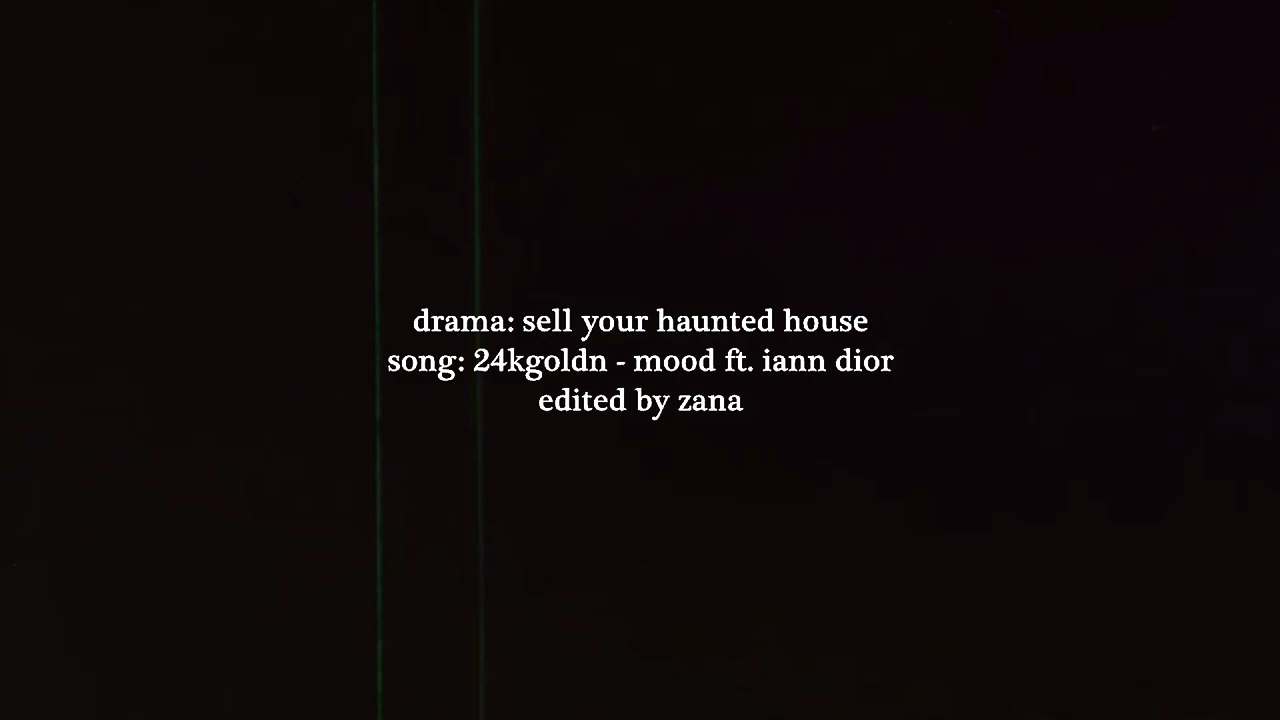 drama: sell your haunted house
song: 24kgoldn - mood ft. iann dior
edited by zana